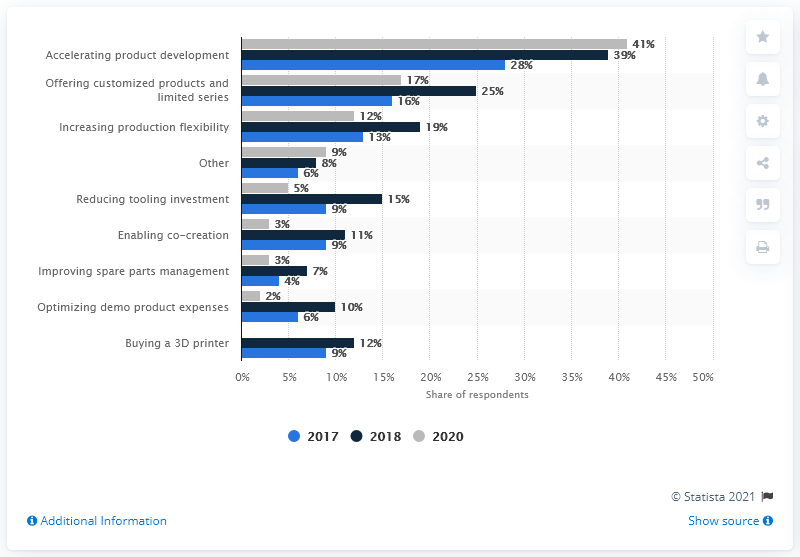 41%
Accelerating product development 39%
28%
17%
Offering customized products and
limited series 25%
16%
12%
Increasing production flexibility 19%
13%
9%
Other 8%
6%
5%
Reducing tooling investment 15%
9%
3%
Enabling co-creation 11%
9%
3%
Improving spare parts management 7%
4%
2%
Optimizing demo product expenses 10%
6%
Buying a 3D printer 12%
9%
0% 5% 10% 15% 20% 25% 30% 35% 40% 45% 50%
Share of respondents
2017 2018 2020
© Statista 2021
Additional Information Show source